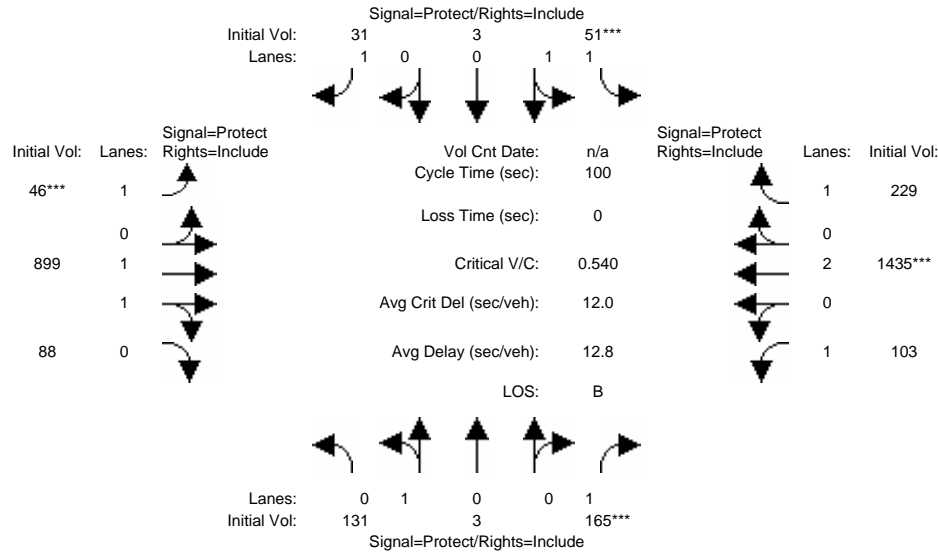 Signal=Protect/Rights=Include
Initial Vol: 31 3 51***
Lanes: 1 0 0 1 1
Signal=Protect
Initial Vol: Lanes: Rights=Include
Vol Cnt Date: n/a
Signal=Protect
Rights=Include Lanes: Initial Vol:
Cycle Time (sec): 100
46*** 1
1 229
Loss Time (sec): 0
0
0
899 1
Critical V/C: 0.540
2 1435***
1
Avg Crit Del (sec/veh): 12.0
0
88 0
Avg Delay (sec/veh): 12.8
1 103
LOS: B
Lanes: 0 1 0 0 1
Initial Vol: 131 3 165***
Signal=Protect/Rights=Include